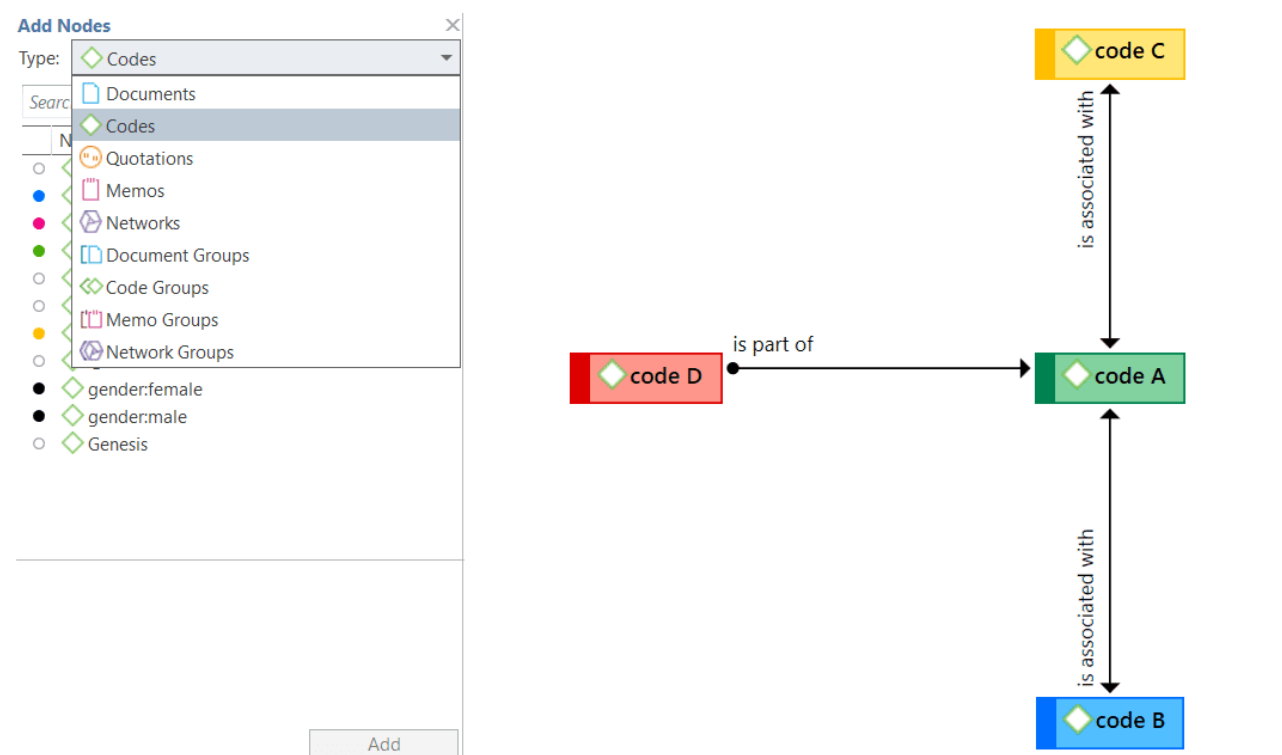 Add Nodes
Type:
Codes
Searc
N
Documents
Codes
Quotations
Memos
Networks
Document Groups
Code Groups
Memo Groups
Network Groups
gender:female
gender:male
Genesis
Add
code C
is associated with
code D
is part of
code A
is associated with
code B